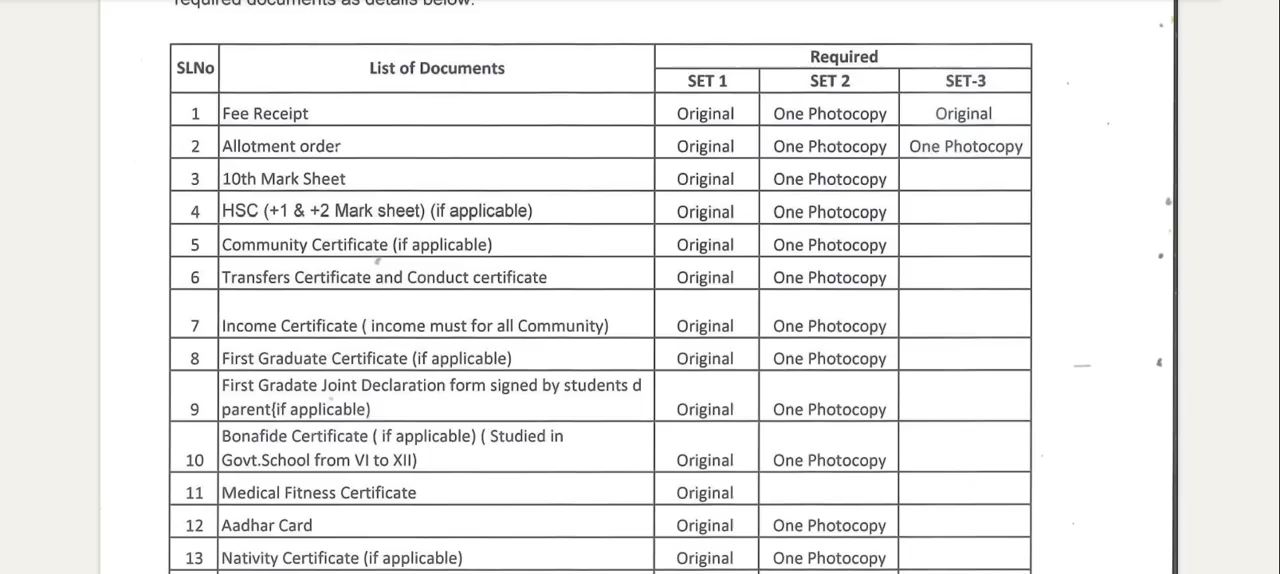 required documents as details below.
SLNo List of Documents Required
SET 1 SET 2 SET-3
1 Fee Receipt Original One Photocopy Original
2 Allotment order Original One Photocopy One Photocopy
3 10th Mark Sheet Original One Photocopy
4 HSC (+1 & +2 Mark sheet) (if applicable) Original One Photocopy
5 Community Certificate (if applicable) Original One Photocopy
6 Transfers Certificate and Conduct certificate Original One Photocopy
7 Income Certificate ( income must for all Community) Original One Photocopy
8 First Graduate Certificate (if applicable) Original One Photocopy
First Gradate Joint Declaration form signed by students d
9 parent{if applicable) Original One Photocopy
Bonafide Certificate ( if applicable) ( Studied in
10 Govt.School from VI to XII) Original One Photocopy
11 Medical Fitness Certificate Original
12 Aadhar Card Original One Photocopy
13 Nativity Certificate (if applicable) Original One Photocopy